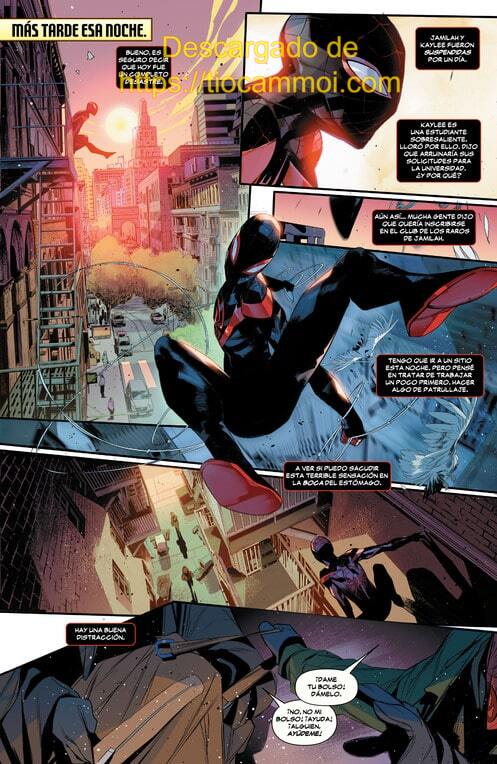 MÁS TARDE ESA NOCHE.
Descargado de
https://tiocammoi.com
BUENO, ES
SEGURO DECIR
QUE HOY FUE
UN COMPLETO
DESASTRE.
JAMILAH Y
KAYLEE FUERON
SUSPENDIDAS
POR UN DÍA.
KAYLEE ES
UNA ESTUDIANTE
SOBRESALIENTE.
LLORÓ POR ELLO. DIJO
QUE ARRUINARÍA SUS
SOLICITUDES PARA
LA UNIVERSIDAD.
¿Y POR QUÉ?
AÚN ASÍ... MUCHA GENTE DIJO
QUE QUERÍA INSCRIBIRSE
EN EL CLUB DE LOS RAROS
DE JAMILAH.
TENGO QUE IR A UN SITIO
ESTA NOCHE. PERO PENSÉ
EN TRATAR DE TRABAJAR
UN POCO PRIMERO. HACER
ALGO DE PATRULLAJE.
A VER SI PUEDO SACUDIR
ESTA TERRIBLE SENSACIÓN EN
LA BOCA DEL ESTÓMAGO.
HAY UNA BUENA
DISTRACCIÓN.
¡DAME
TU BOLSO!
DÁMELO.
¡NO, NO MI
BOLSO! ¡AYUDA!
¡ALGUIEN,
AYÚDEME!